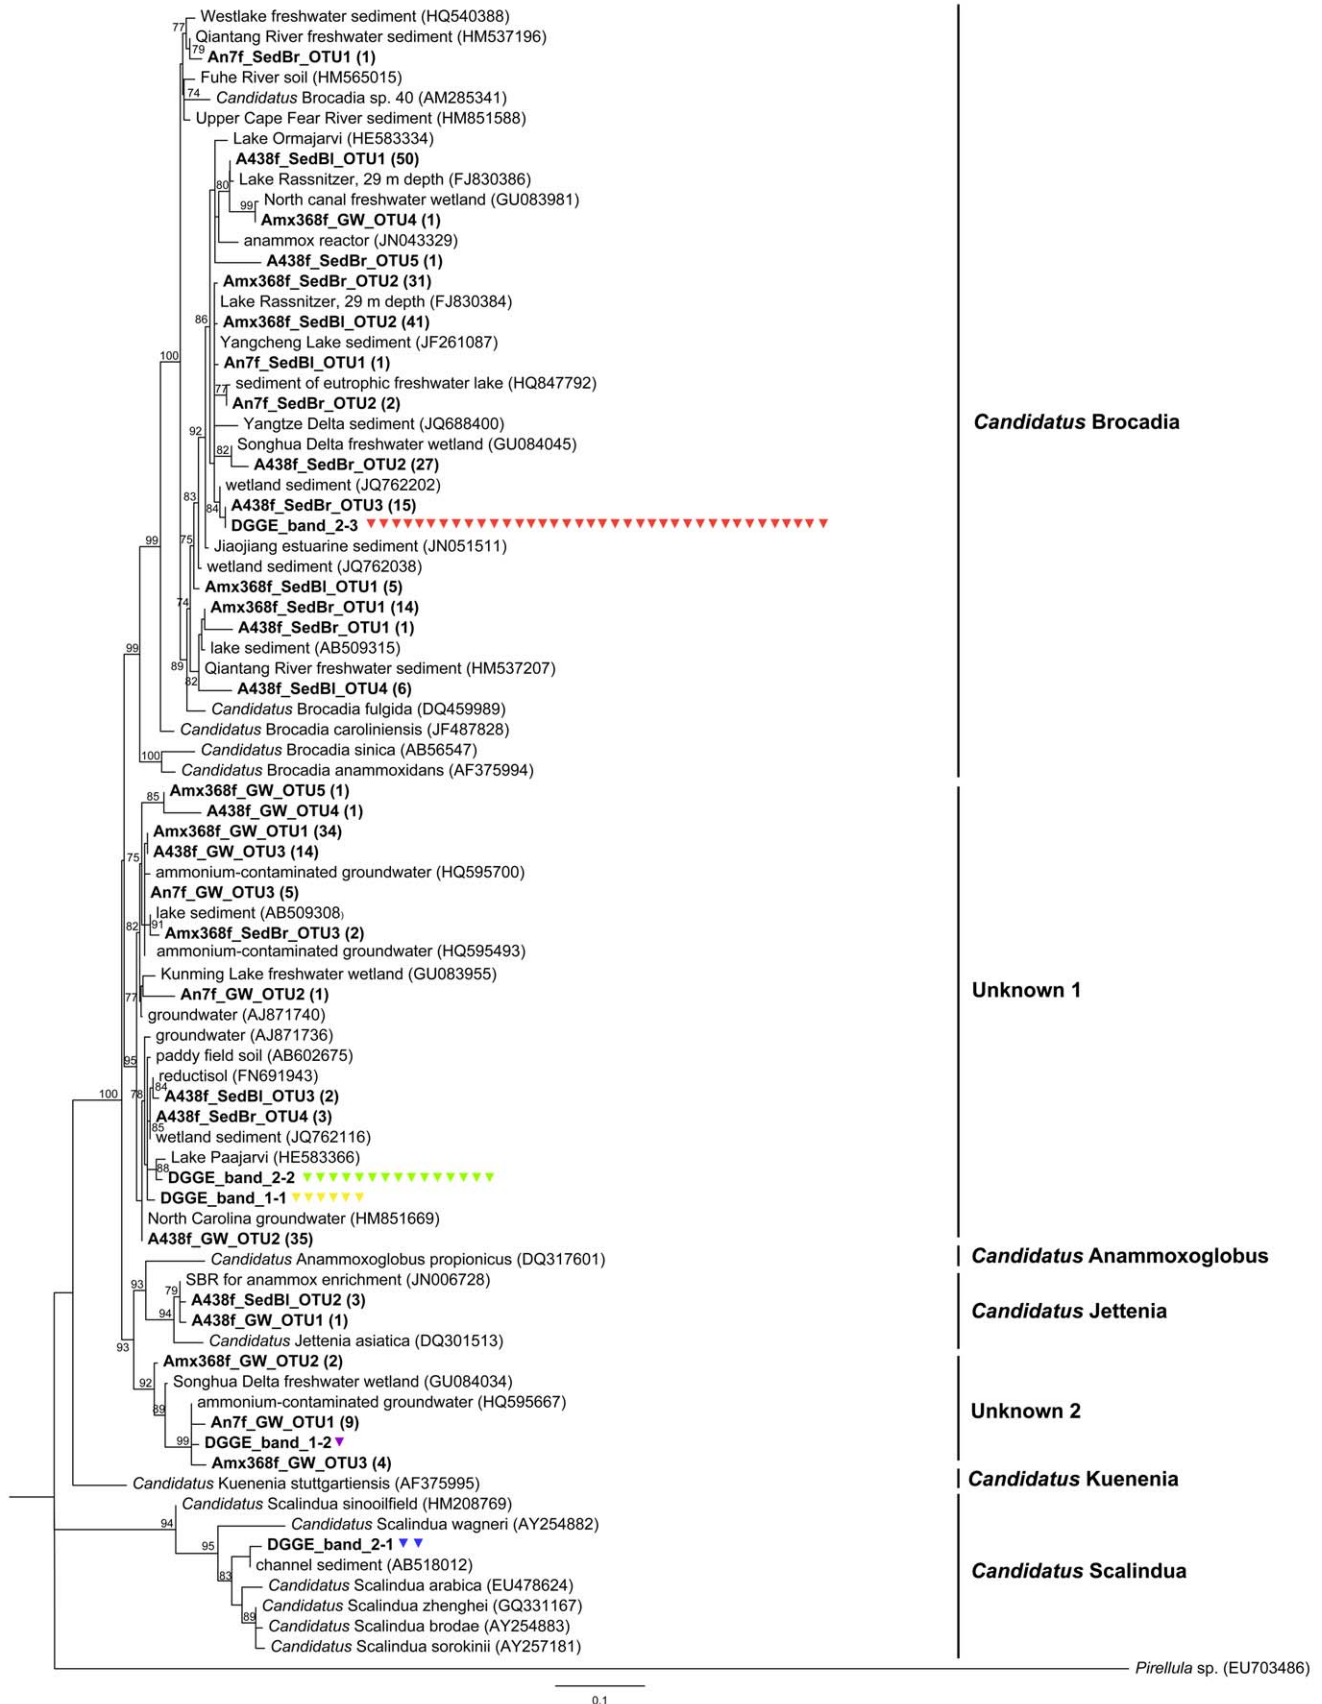 Westlake freshwater sediment (HQ540388)
77
Qiantang River freshwater sediment (HM537196)
79
An7f_SedBr_OTU1 (1)
Fuhe River soil (HM565015)
74
Candidatus Brocadia sp. 40 (AM285341)
Upper Cape Fear River sediment (HM851588)
Lake Ormajarvi (HE583334)
A438f_SedBl_OTU1 (50)
Lake Rassnitzer, 29 m depth (FJ830386)
80
North canal freshwater wetland (GU083981)
99
Amx368f_GW_OTU4 (1)
anammox reactor (JN043329)
A438f_SedBr_OTU5 (1)
Amx368f_SedBr_OTU2 (31)
Lake Rassnitzer, 29 m depth (FJ830384)
86
Amx368f_SedBl_OTU2 (41)
Yangcheng Lake sediment (JF261087)
100
An7f_SedBl_OTU1 (1)
sediment of eutrophic freshwater lake (HQ847792)
77
An7f_SedBr_OTU2 (2)
Candidatus Brocadia
Yangtze Delta sediment (JQ688400)
92
Songhua Delta freshwater wetland (GU084045)
82
A438f_SedBr_OTU2 (27)
wetland sediment (JQ762202)
83
A438f_SedBr_OTU3 (15)
84
DGGE_band_2-3
99
75
Jiaojiang estuarine sediment (JN051511)
wetland sediment (JQ762038)
Amx368f_SedBl_OTU1 (5)
74
Amx368f_SedBr_OTU1 (14)
A438f_SedBr_OTU1 (1)
99
lake sediment (AB509315)
89
Qiantang River freshwater sediment (HM537207)
82
A438f_SedBl_OTU4 (6)
Candidatus Brocadia fulgida (DQ459989)
Candidatus Brocadia caroliniensis (JF487828)
Candidatus Brocadia sinica (AB56547)
100
Candidatus Brocadia anammoxidans (AF375994)
Amx368f_GW_OTU5 (1)
85
A438f_GW_OTU4 (1)
Amx368f_GW_OTU1 (34)
75
A438f_GW_OTU3 (14)
ammonium-contaminated groundwater (HQ595700)
An7f_GW_OTU3 (5)
lake sediment (AB509308)
82
91
Amx368f_SedBr_OTU3 (2)
ammonium-contaminated groundwater (HQ595493)
Kunming Lake freshwater wetland (GU083955)
77
An7f_GW_OTU2 (1)
Unknown 1
groundwater (AJ871740)
groundwater (AJ871736)
95
paddy field soil (AB602675)
reductisol (FN691943)
84
100
78
A438f_SedBl_OTU3 (2)
A438f_SedBr_OTU4 (3)
85
wetland sediment (JQ762116)
Lake Paajarvi (HE583366)
88
DGGE_band_2-2
DGGE_band_1-1
North Carolina groundwater (HM851669)
A438f_GW_OTU2 (35)
Candidatus Anammoxoglobus propionicus (DQ317601)
Candidatus Anammoxoglobus
93
SBR for anammox enrichment (JN006728)
79
A438f_SedBl_OTU2 (3)
94
A438f_GW_OTU1 (1)
Candidatus Jettenia
Candidatus Jettenia asiatica (DQ301513)
93
Amx368f_GW_OTU2 (2)
92
Songhua Delta freshwater wetland (GU084034)
ammonium-contaminated groundwater (HQ595667)
89
An7f_GW_OTU1 (9)
Unknown 2
99
DGGE_band_1-2
Amx368f_GW_OTU3 (4)
Candidatus Kuenenia stuttgartiensis (AF375995)
Candidatus Kuenenia
Candidatus Scalindua sinooilfield (HM208769)
94
Candidatus Scalindua wagneri (AY254882)
95
DGGE_band_2-1
channel sediment (AB518012)
83
Candidatus Scalindua
Candidatus Scalindua arabica (EU478624)
Candidatus Scalindua zhenghei (GQ331167)
89
Candidatus Scalindua brodae (AY254883)
Candidatus Scalindua sorokinii (AY257181)
Pirellula sp. (EU703486)
0.1